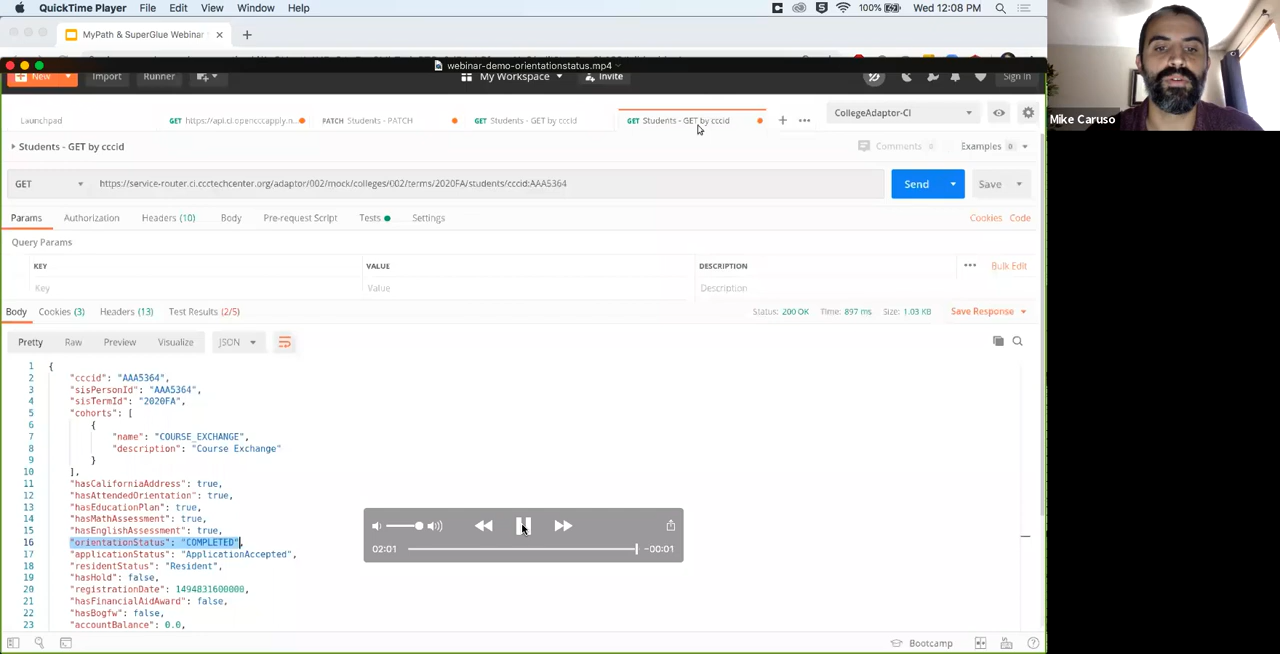 QuickTime Player File Edit View Window Help 100% Wed 12:08 PM
MyPath & SuperGlue Webinar
webinar-demo-orientationstatus.mp4
New Import Runner My Workspace Invite Sign In
Launchpad GET https://api.ci.openccc​apply.n... PATCH Students - PATCH GET Students - GET by cccid GET Students - GET by cccid CollegeAdaptor-CI
Students - GET by cccid Comments 0 Examples 0
GET https://service-router.ci.ccctechcenter.org/adaptor/002/mock/colleges/002/terms/2020FA/students/cccid:AAA5364 Send Save
Params Authorization Headers (10) Body Pre-request Script Tests Settings Cookies Code
Query Params
KEY VALUE DESCRIPTION Bulk Edit
Key Value Description
Body Cookies (3) Headers (13) Test Results (2/5) Status: 200 OK Time: 897 ms Size: 1.03 KB Save Response
Pretty Raw Preview Visualize JSON
1 {
2 "cccid": "AAA5364",
3 "sisPersonId": "AAA5364",
4 "sisTermId": "2020FA",
5 "cohorts": [
6 {
7 "name": "COURSE_EXCHANGE",
8 "description": "Course Exchange"
9 }
10 ],
11 "hasCaliforniaAddress": true,
12 "hasAttendedOrientation": true,
13 "hasEducationPlan": true,
14 "hasMathAssessment": true,
15 "hasEnglishAssessment": true,
16 "orientationStatus": "COMPLETED",
17 "applicationStatus": "ApplicationAccepted",
18 "residentStatus": "Resident",
19 "hasHold": false,
20 "registrationDate": 1494831600000,
21 "hasFinancialAidAward": false,
22 "hasBogfw": false,
23 "accountBalance": 0.0,
02:01 -00:01
Bootcamp
Mike Caruso